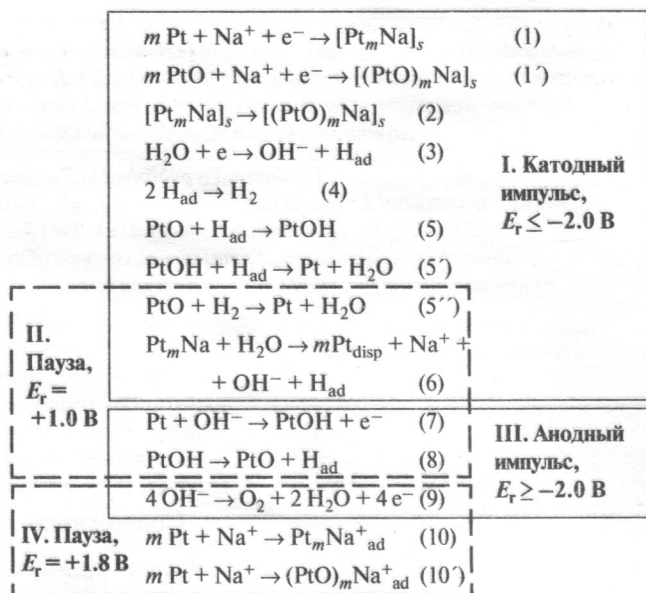 m Pt + Na⁺ + e⁻ → [PtₘNa]ₛ (1)
m PtO + Na⁺ + e⁻ → [(PtO)ₘNa]ₛ (1´)
[PtₘNa]ₛ → [(PtO)ₘNa]ₛ (2)
H₂O + e → OH⁻ + H_ad (3)
2 H_ad → H₂ (4)
PtO + H_ad → PtOH (5)
PtOH + H_ad → Pt + H₂O (5´)
I. Катодный
импульс,
E_r ≤ −2.0 В
PtO + H₂ → Pt + H₂O (5´´)
PtₘNa + H₂O → mPt_disp + Na⁺ +
+ OH⁻ + H_ad (6)
II.
Пауза,
E_r =
+1.0 В
Pt + OH⁻ → PtOH + e⁻ (7)
PtOH → PtO + H_ad (8)
4 OH⁻ → O₂ + 2 H₂O + 4 e⁻ (9)
III. Анодный
импульс,
E_r ≥ −2.0 В
IV. Пауза,
E_r = +1.8 В
m Pt + Na⁺ → PtₘNa⁺_ad (10)
m Pt + Na⁺ → (PtO)ₘNa⁺_ad (10´)